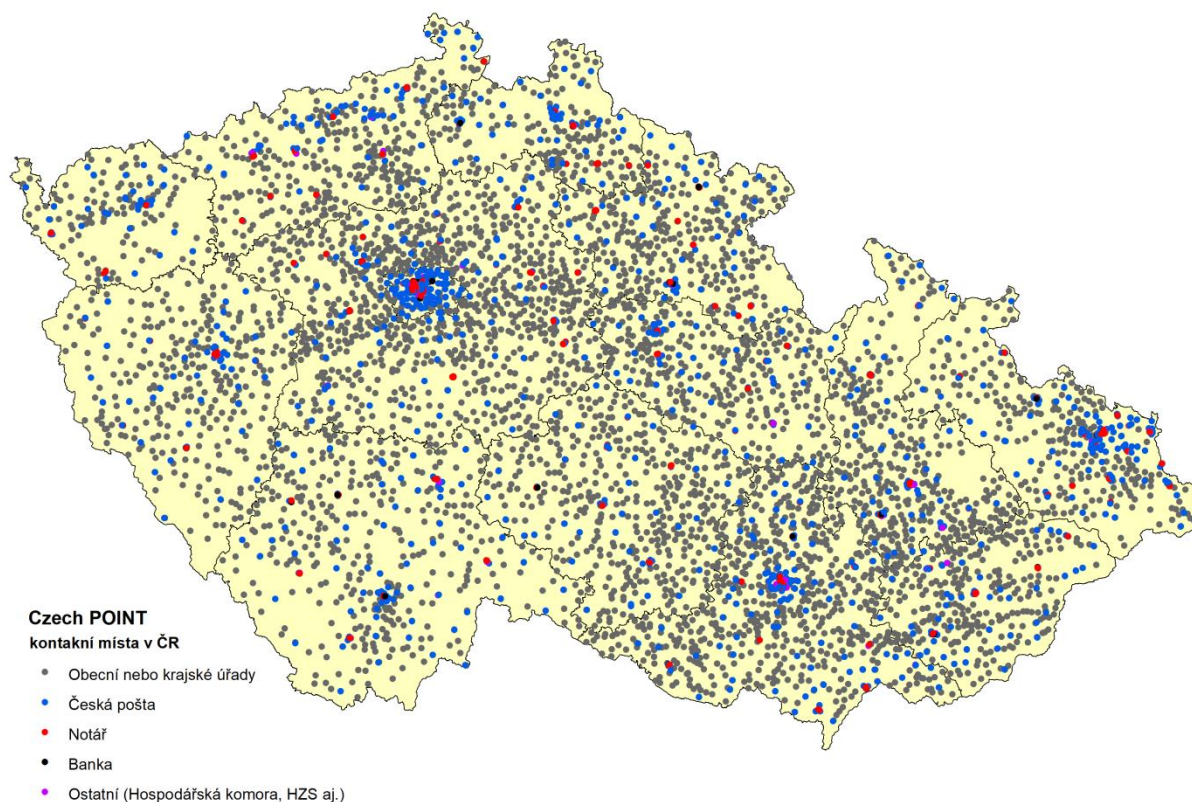 Czech POINT
kontakní místa v ČR
Obecní nebo krajské úřady
Česká pošta
Notář
Banka
Ostatní (Hospodářská komora, HZS aj.)